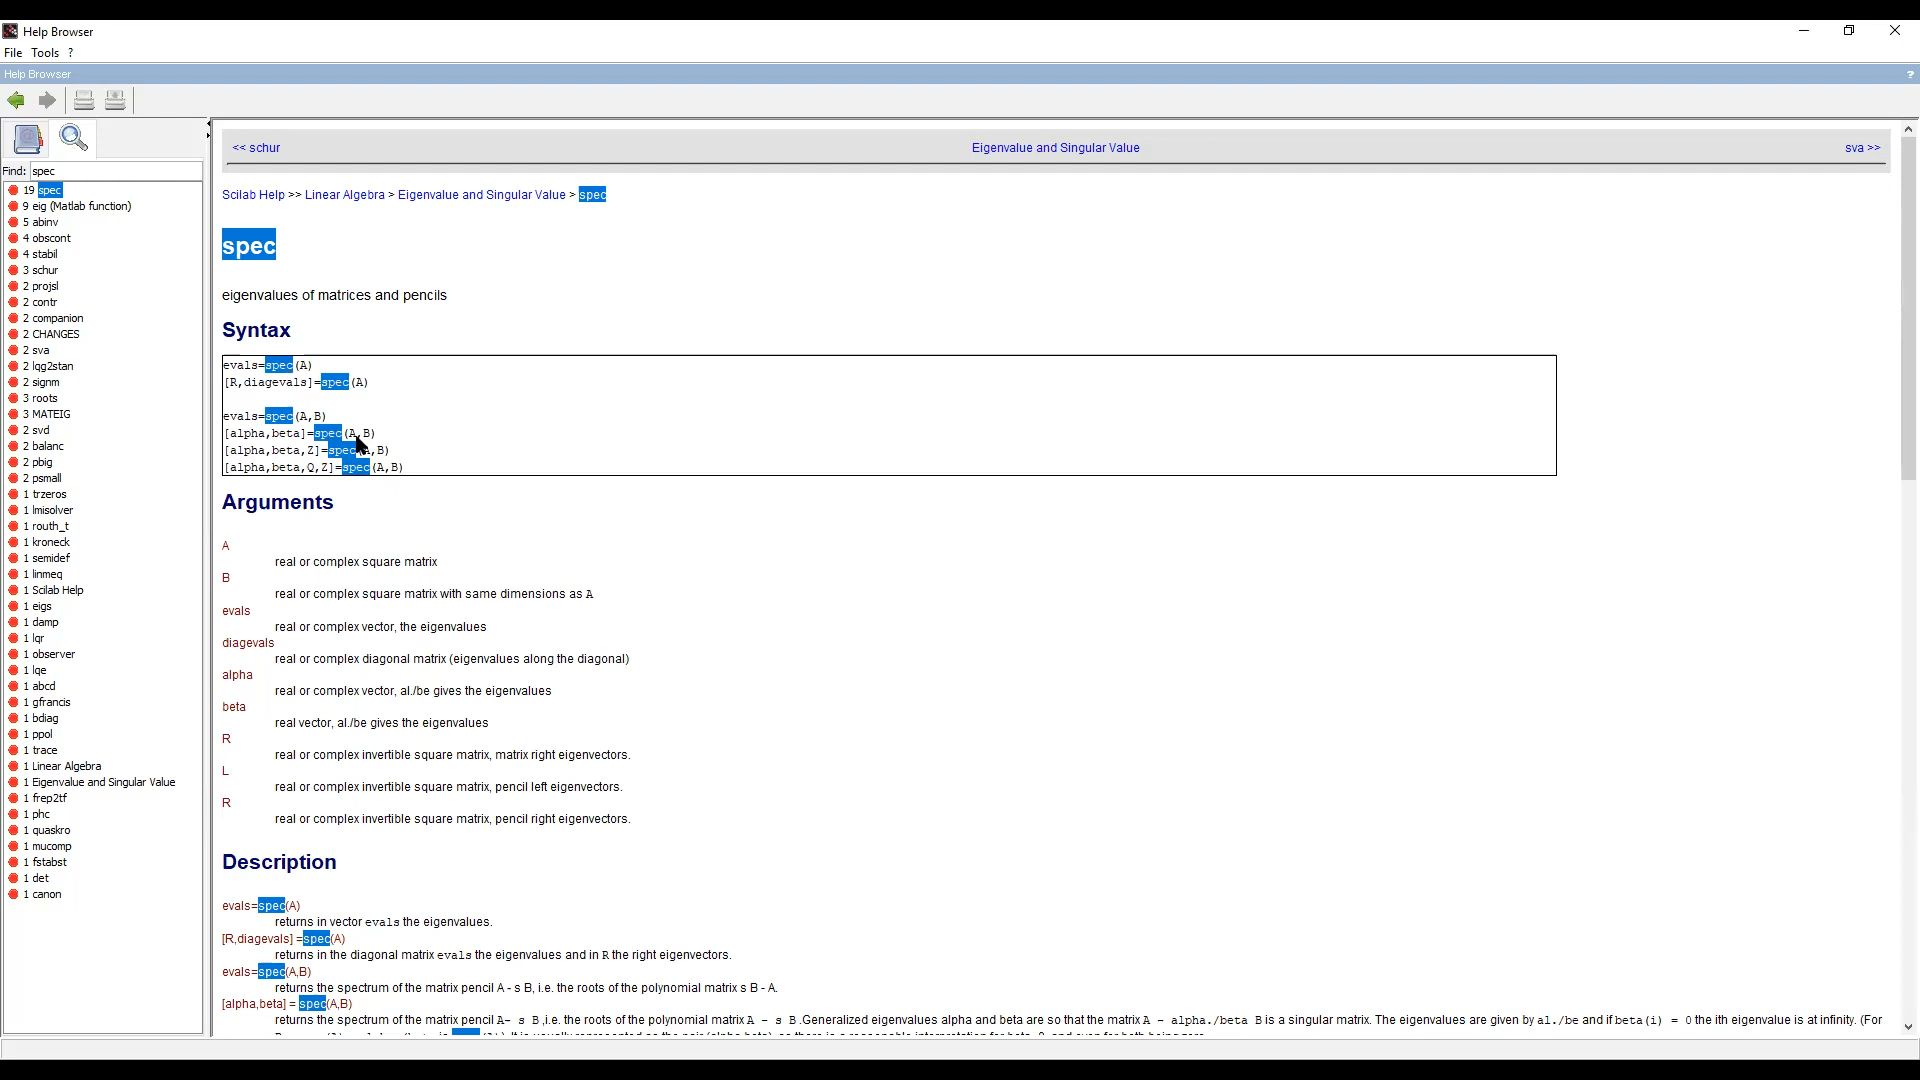 Help Browser
File Tools ?
Help Browser ?
Find: spec
19 spec
9 eig (Matlab function)
5 abinv
4 obscont
4 stabil
3 schur
2 projsl
2 contr
2 companion
2 CHANGES
2 sva
2 lqg2stan
2 signm
3 roots
3 MATEIG
2 svd
2 balanc
2 pbig
2 psmall
1 trzeros
1 lmisolver
1 routh_t
1 kroneck
1 semidef
1 linmeq
1 Scilab Help
1 eigs
1 damp
1 lqr
1 observer
1 lqe
1 abcd
1 gfrancis
1 bdiag
1 ppol
1 trace
1 Linear Algebra
1 Eigenvalue and Singular Value
1 frep2tf
1 phc
1 quaskro
1 mucomp
1 fstabst
1 det
1 canon
<< schur Eigenvalue and Singular Value sva >>
Scilab Help >> Linear Algebra > Eigenvalue and Singular Value > spec
spec
eigenvalues of matrices and pencils
Syntax
evals=spec(A)
[R,diagevals]=spec(A)
evals=spec(A,B)
[alpha,beta]=spec(A,B)
[alpha,beta,Z]=spec(A,B)
[alpha,beta,Q,Z]=spec(A,B)
Arguments
A
real or complex square matrix
B
real or complex square matrix with same dimensions as A
evals
real or complex vector, the eigenvalues
diagevals
real or complex diagonal matrix (eigenvalues along the diagonal)
alpha
real or complex vector, al./be gives the eigenvalues
beta
real vector, al./be gives the eigenvalues
R
real or complex invertible square matrix, matrix right eigenvectors.
L
real or complex invertible square matrix, pencil left eigenvectors.
R
real or complex invertible square matrix, pencil right eigenvectors.
Description
evals=spec(A)
returns in vector evals the eigenvalues.
[R,diagevals] =spec(A)
returns in the diagonal matrix evals the eigenvalues and in R the right eigenvectors.
evals=spec(A,B)
returns the spectrum of the matrix pencil A - s B, i.e. the roots of the polynomial matrix s B - A.
[alpha,beta] = spec(A,B)
returns the spectrum of the matrix pencil A- s B ,i.e. the roots of the polynomial matrix A - s B .Generalized eigenvalues alpha and beta are so that the matrix A - alpha./beta B is a singular matrix. The eigenvalues are given by al./be and if beta(i) = 0 the ith eigenvalue is at infinity. (For